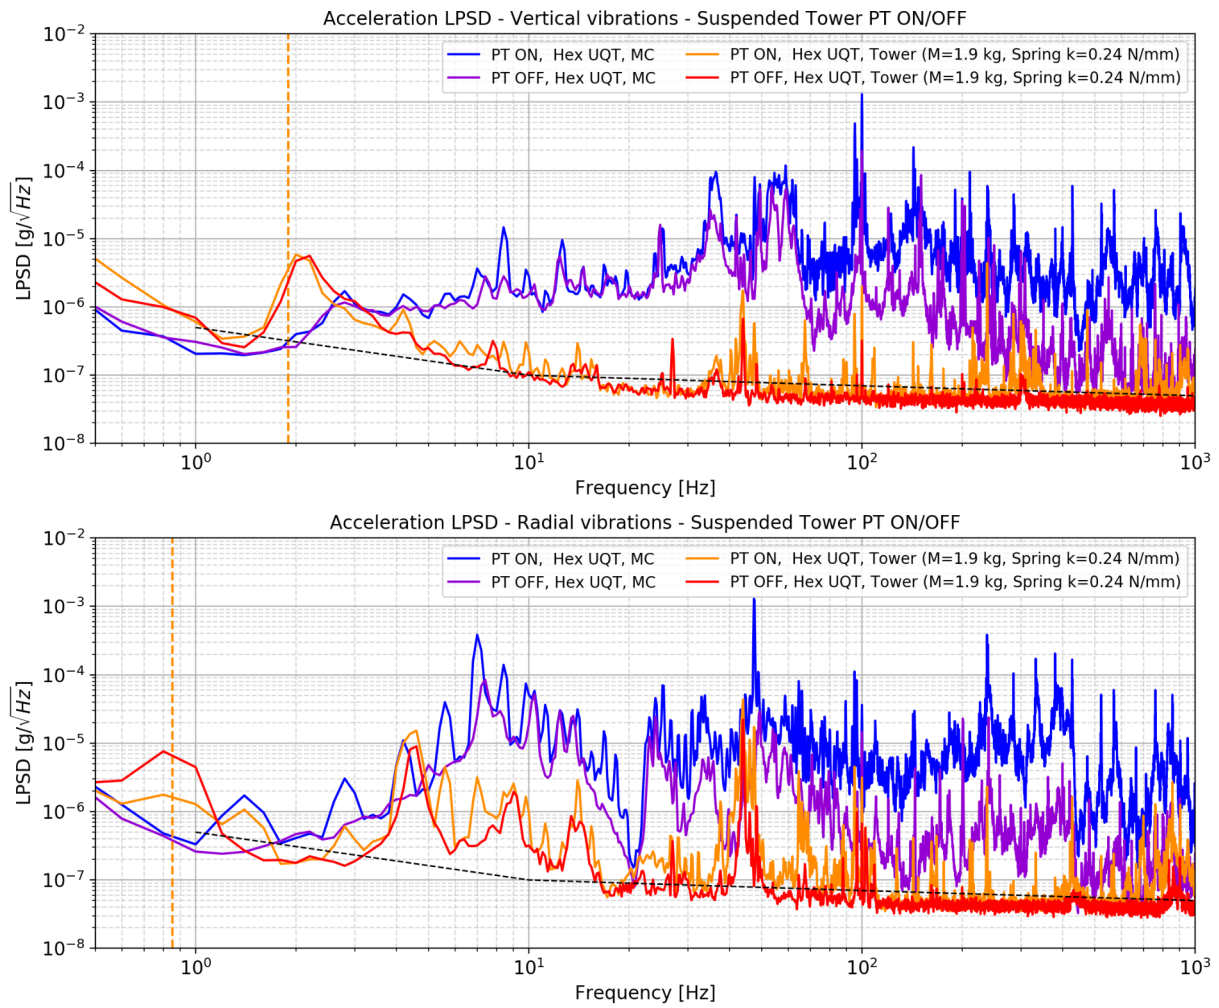 Acceleration LPSD - Vertical vibrations - Suspended Tower PT ON/OFF
PT ON,  Hex UQT, MC
PT OFF, Hex UQT, MC
PT ON,  Hex UQT, Tower (M=1.9 kg, Spring k=0.24 N/mm)
PT OFF, Hex UQT, Tower (M=1.9 kg, Spring k=0.24 N/mm)
LPSD [g/√Hz]
10⁻²
10⁻³
10⁻⁴
10⁻⁵
10⁻⁶
10⁻⁷
10⁻⁸
10⁰
10¹
10²
10³
Frequency [Hz]
Acceleration LPSD - Radial vibrations - Suspended Tower PT ON/OFF
PT ON,  Hex UQT, MC
PT OFF, Hex UQT, MC
PT ON,  Hex UQT, Tower (M=1.9 kg, Spring k=0.24 N/mm)
PT OFF, Hex UQT, Tower (M=1.9 kg, Spring k=0.24 N/mm)
LPSD [g/√Hz]
10⁻²
10⁻³
10⁻⁴
10⁻⁵
10⁻⁶
10⁻⁷
10⁻⁸
10⁰
10¹
10²
10³
Frequency [Hz]